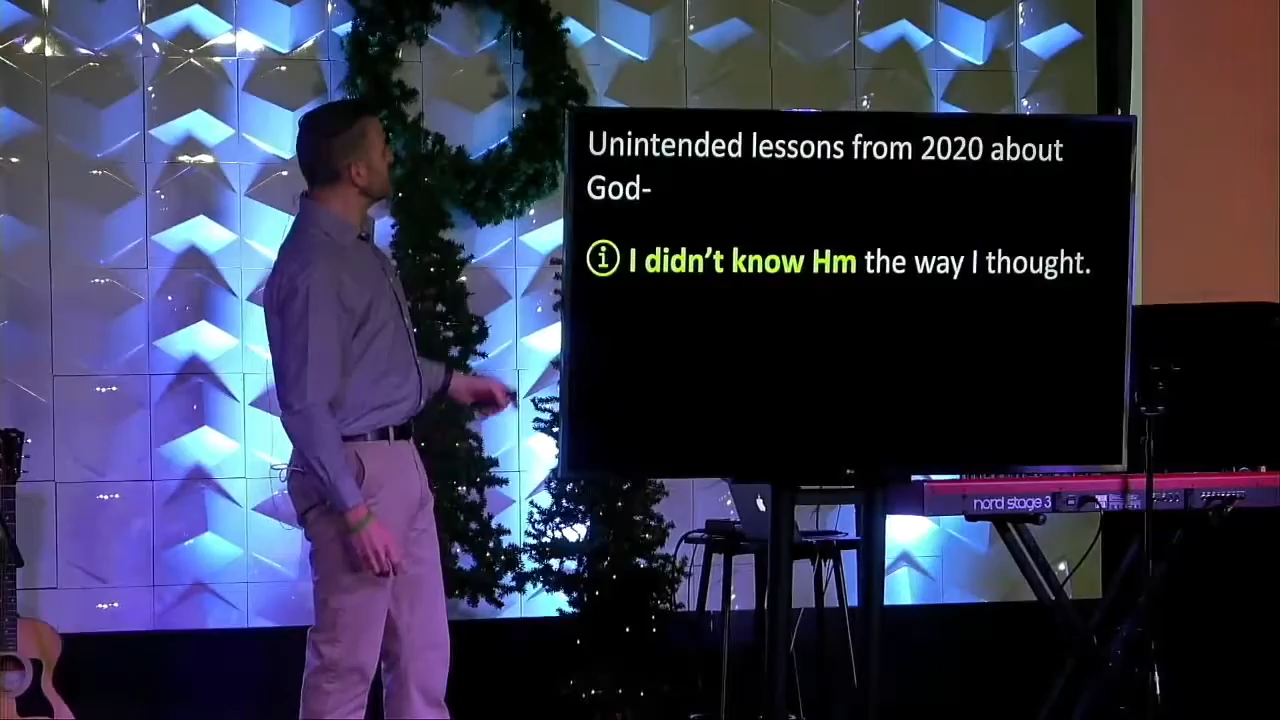 Unintended lessons from 2020 about
God-
I didn’t know Hm the way I thought.
nord stage 3